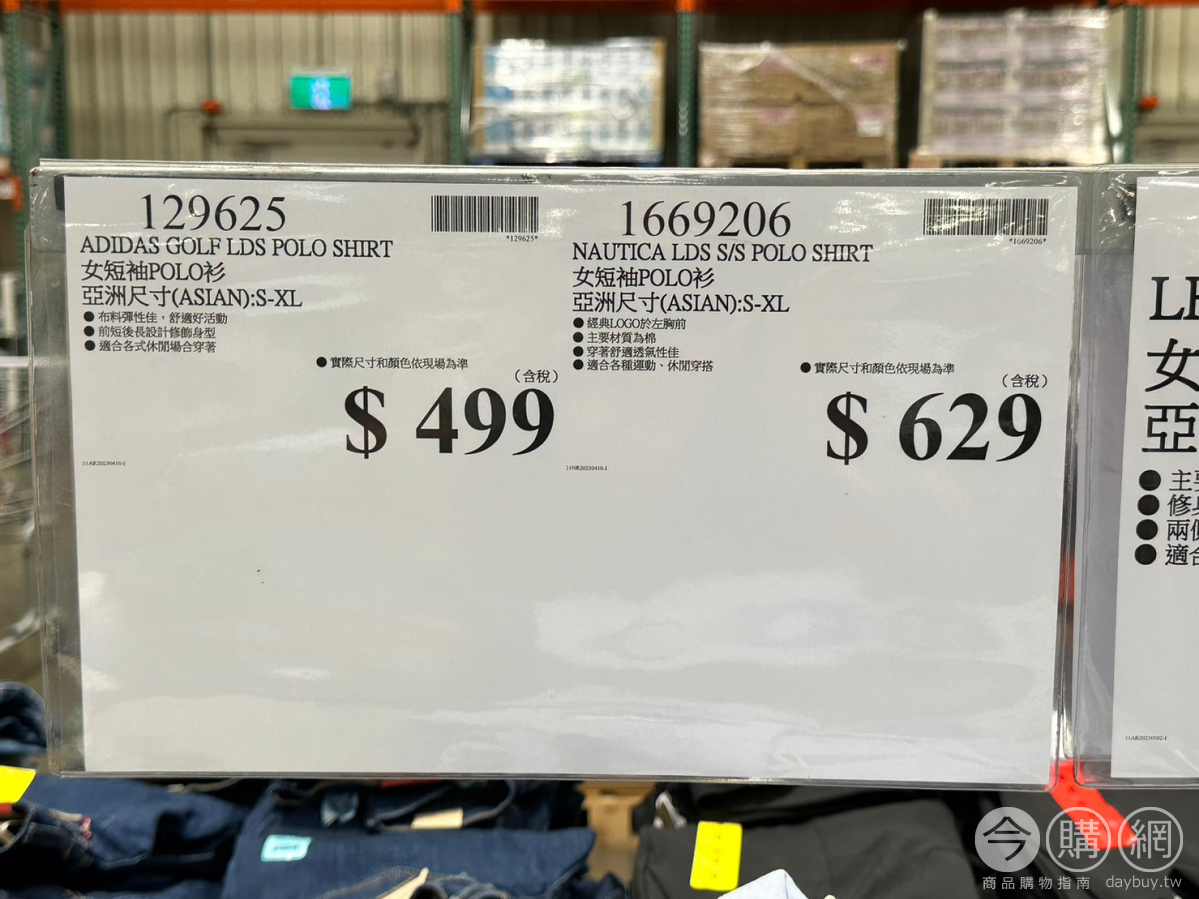 129625
*129625*
ADIDAS GOLF LDS POLO SHIRT
女短袖POLO衫
亞洲尺寸(ASIAN):S-XL
● 布料彈性佳，舒適好活動
● 前短後長設計修飾身型
● 適合各式休閒場合穿著
● 實際尺寸和顏色依現場為準
(含稅)
$ 499
1669206
*1669206*
NAUTICA LDS S/S POLO SHIRT
女短袖POLO衫
亞洲尺寸(ASIAN):S-XL
● 經典LOGO於左胸前
● 主要材質為棉
● 穿著舒適透氣性佳
● 適合各種運動、休閒穿搭
● 實際尺寸和顏色依現場為準
(含稅)
$ 629
LE
女
亞
● 主要
● 修身
● 兩側
● 適合
今購網
商品購物指南 daybuy.tw